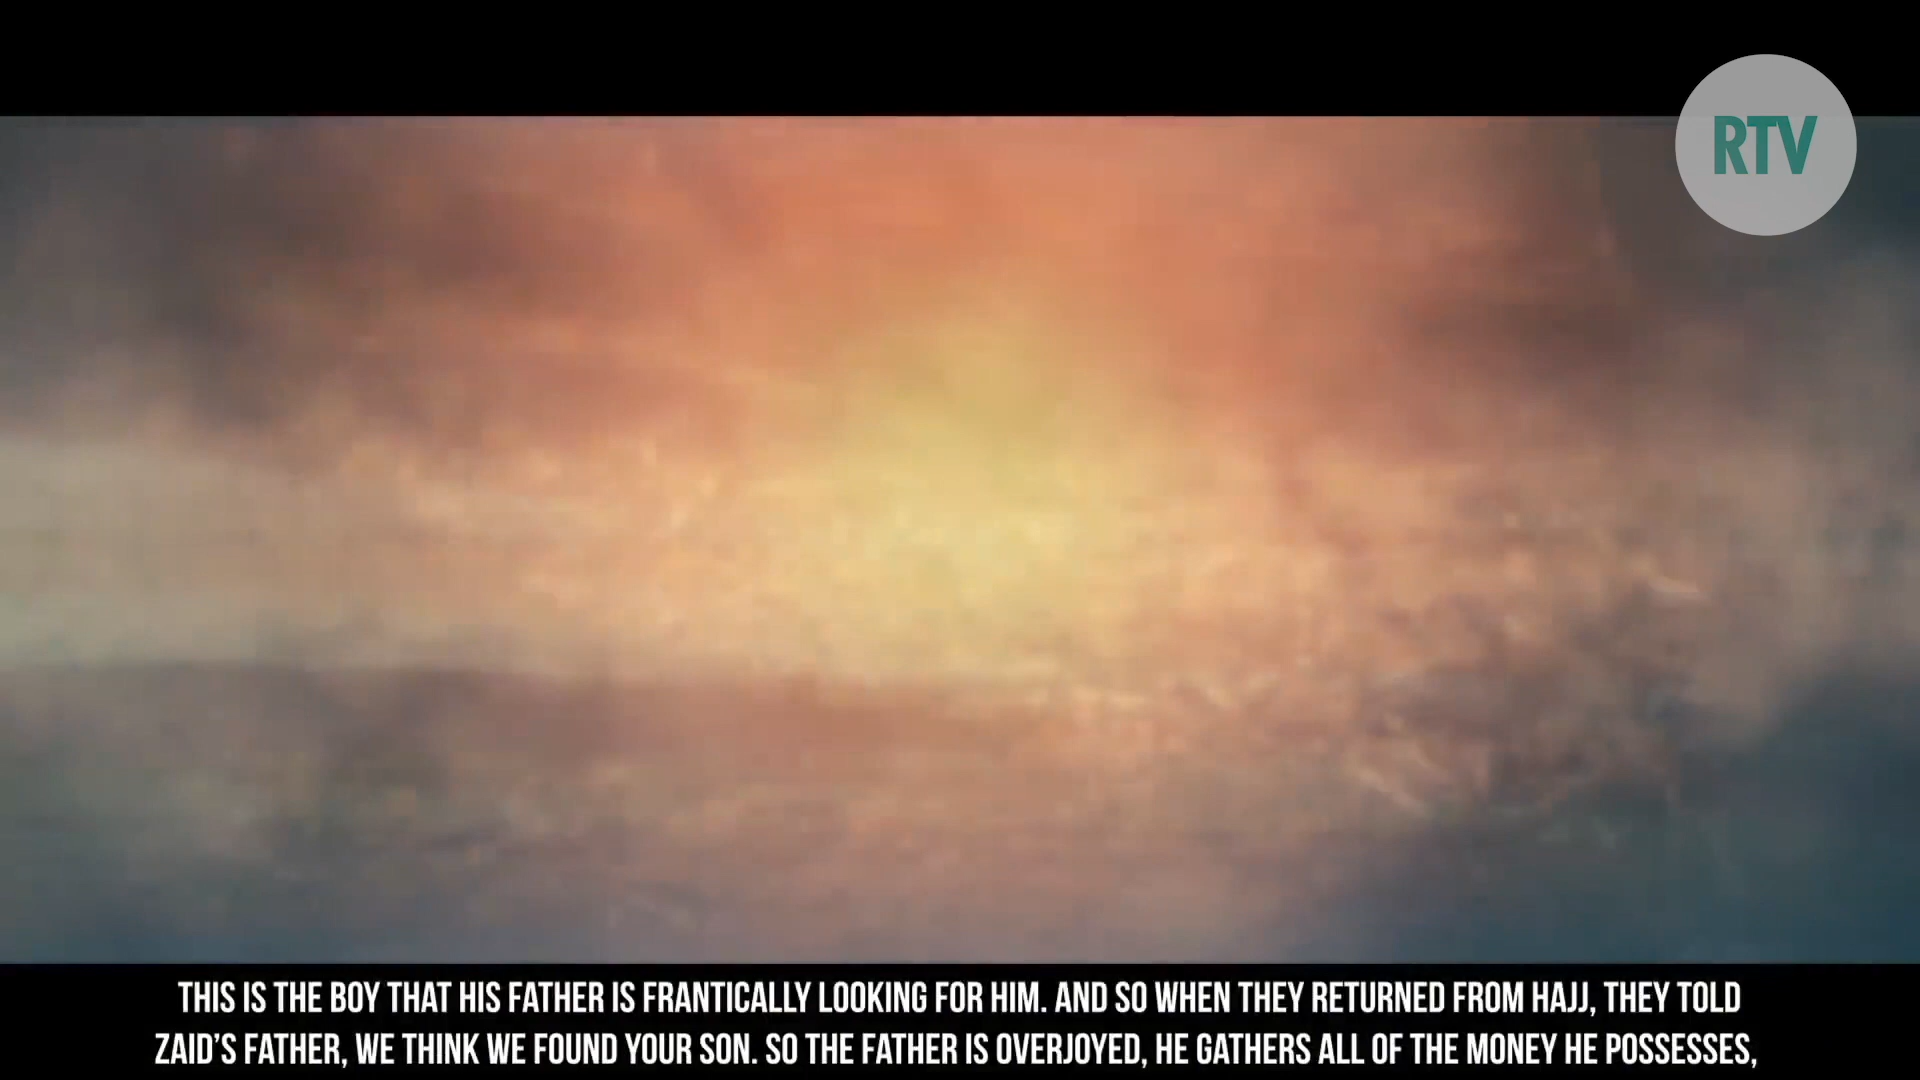 RTV
THIS IS THE BOY THAT HIS FATHER IS FRANTICALLY LOOKING FOR HIM. AND SO WHEN THEY RETURNED FROM HAJJ, THEY TOLD
ZAID'S FATHER, WE THINK WE FOUND YOUR SON. SO THE FATHER IS OVERJOYED, HE GATHERS ALL OF THE MONEY HE POSSESSES,